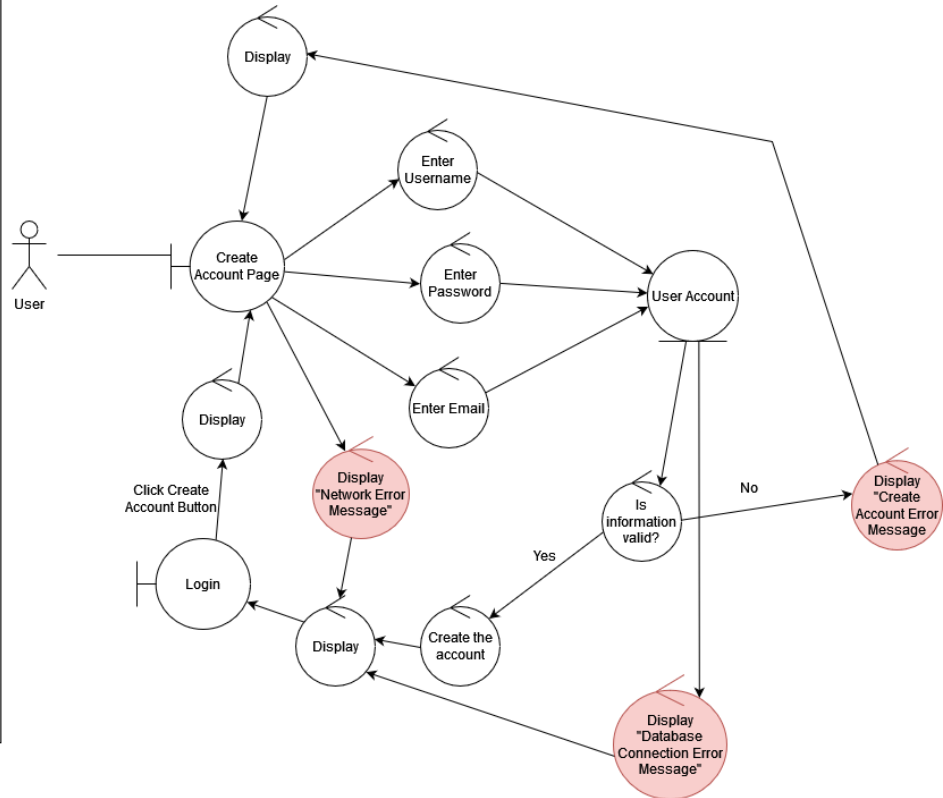 Display
Enter
Username
Create
Account Page
Enter
Password
User Account
User
Enter Email
Display
Display
"Network Error
Message"
Click Create
Account Button
Is
information
valid?
No
Display
"Create
Account Error
Message
Yes
Login
Display
Create the
account
Display
"Database
Connection Error
Message"